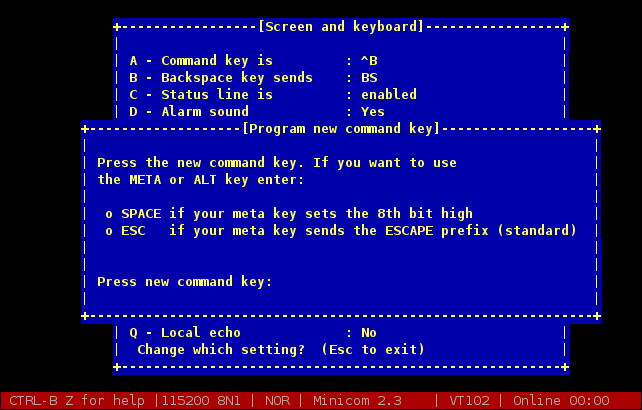 [Screen and keyboard]
A - Command key is : ^B
B - Backspace key sends : BS
C - Status line is : enabled
D - Alarm sound : Yes
[Program new command key]
Press the new command key. If you want to use
the META or ALT key enter:
o SPACE if your meta key sets the 8th bit high
o ESC if your meta key sends the ESCAPE prefix (standard)
Press new command key:
Q - Local echo : No
Change which setting? (Esc to exit)
CTRL-B Z for help |115200 8N1 | NOR | Minicom 2.3 | VT102 | Online 00:00